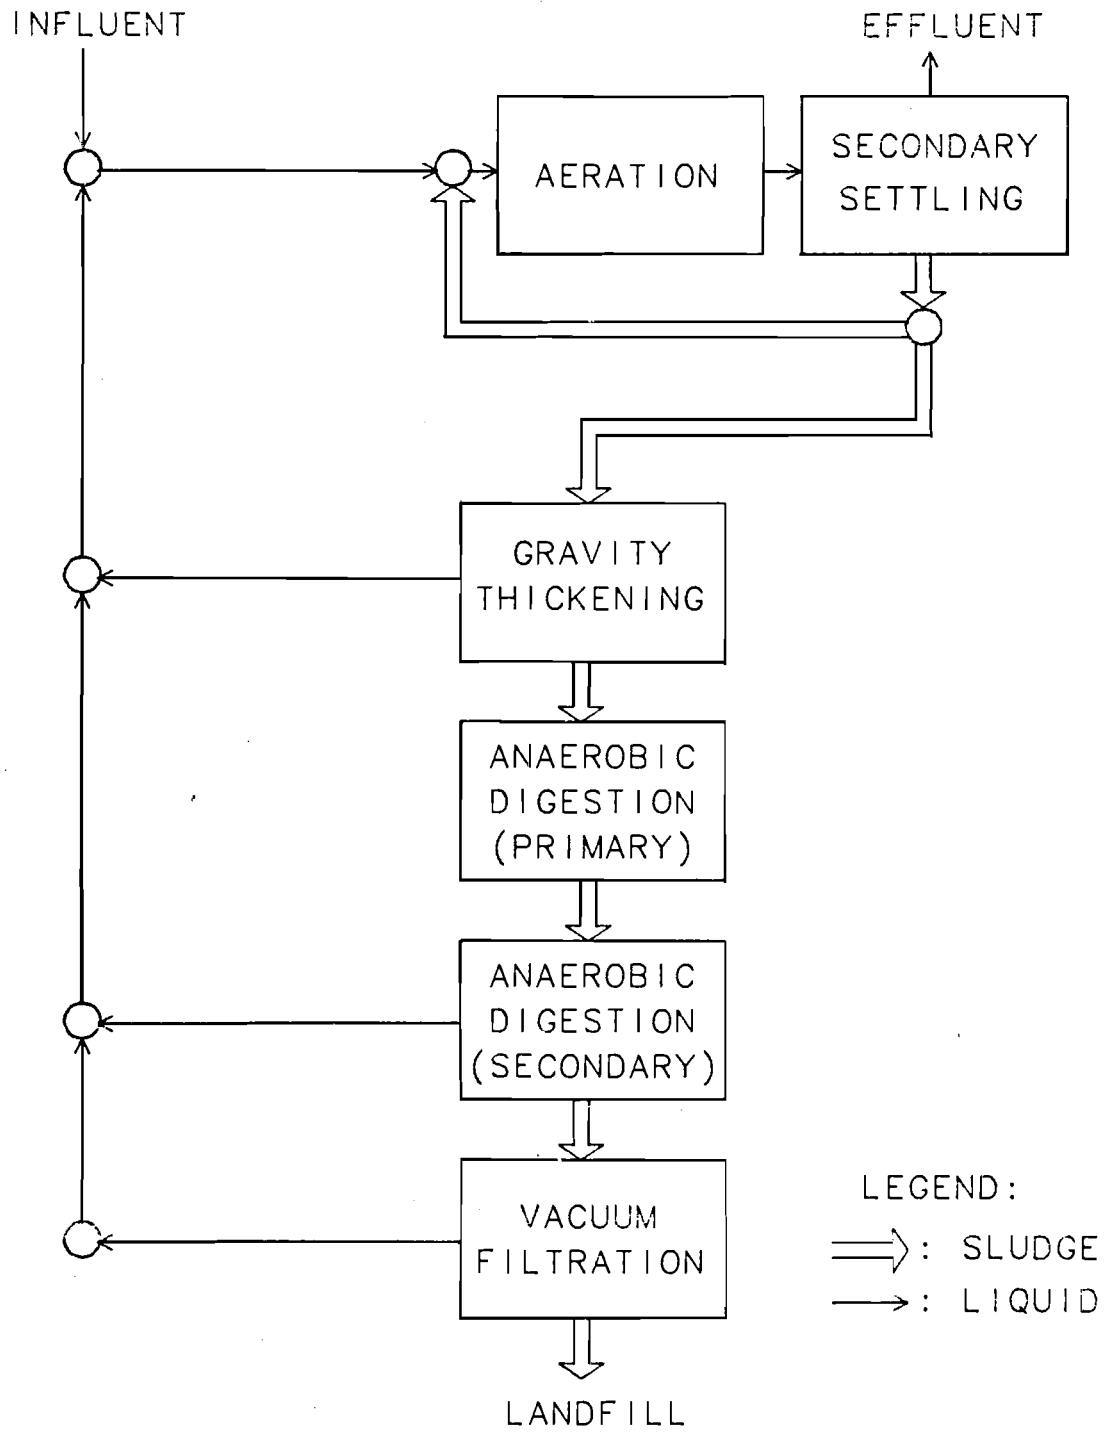 INFLUENT
EFFLUENT
AERATION
SECONDARY
SETTLING
GRAVITY
THICKENING
ANAEROBIC
DIGESTION
(PRIMARY)
ANAEROBIC
DIGESTION
(SECONDARY)
VACUUM
FILTRATION
LANDFILL
LEGEND:
: SLUDGE
: LIQUID